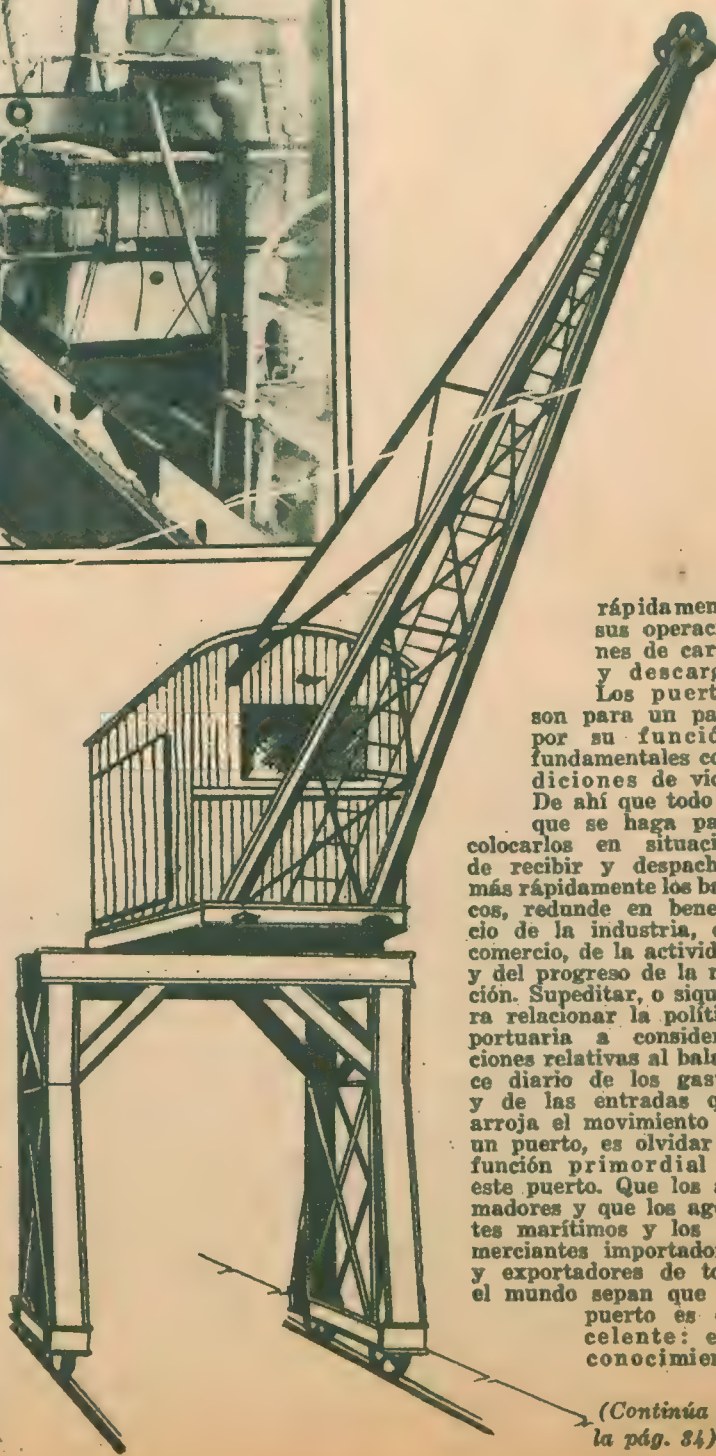 rápidamen
sus operaci
nes de car
y descarg
Los puert
son para un pa
por su funció
fundamentales co
diciones de vid
De ahí que todo
que se haga pa
colocarlos en situaci
de recibir y despach
más rápidamente los ba
cos, redunde en bene
cio de la industria,
comercio, de la activid
y del progreso de la n
ción. Supeditar, o sique
ra relacionar la políti
portuaria a consider
ciones relativas al bala
ce diario de los gast
y de las entradas q
arroja el movimiento
un puerto, es olvidar
función primordial
este puerto. Que los a
madores y que los age
tes marítimos y los
merciantes importador
y exportadores de to
el mundo sepan que
puerto es
celente: e
conocimien
(Continúa
la pág. 84)